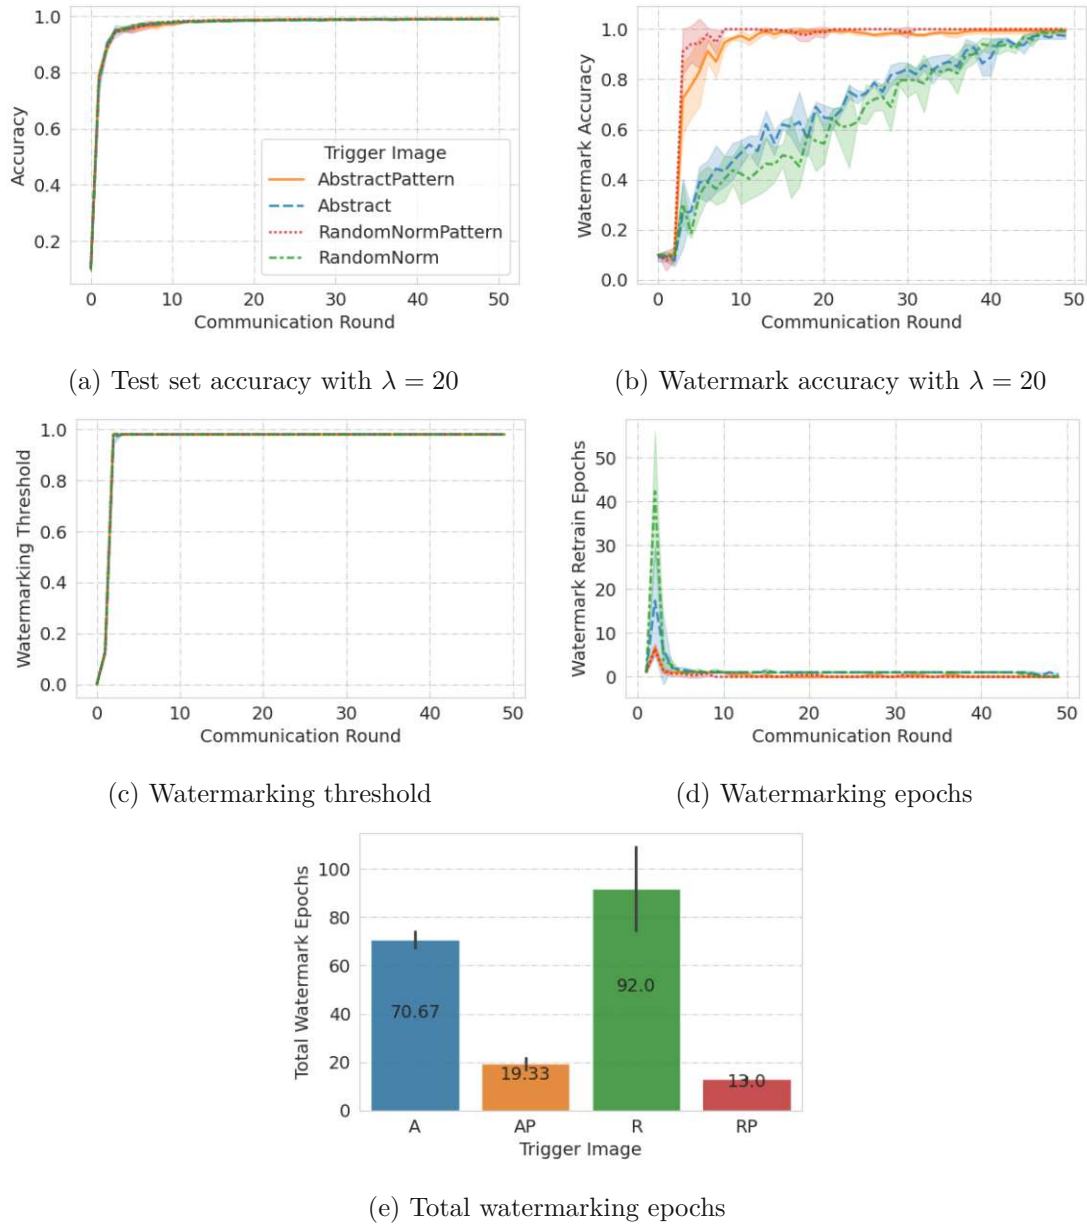 1.0
0.8
0.6
0.4
0.2
Accuracy
Trigger Image
AbstractPattern
Abstract
RandomNormPattern
RandomNorm
0 10 20 30 40 50
Communication Round
(a) Test set accuracy with λ = 20
1.0
0.8
0.6
0.4
0.2
0.0
Watermark Accuracy
0 10 20 30 40 50
Communication Round
(b) Watermark accuracy with λ = 20
1.0
0.8
0.6
0.4
0.2
0.0
Watermarking Threshold
0 10 20 30 40 50
Communication Round
(c) Watermarking threshold
50
40
30
20
10
0
Watermark Retrain Epochs
0 10 20 30 40 50
Communication Round
(d) Watermarking epochs
100
80
60
40
20
0
Total Watermark Epochs
70.67
19.33
92.0
13.0
A AP R RP
Trigger Image
(e) Total watermarking epochs